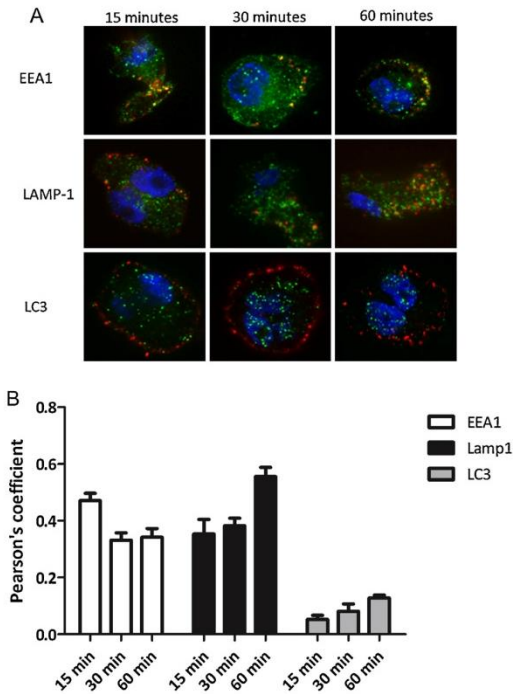 A
15 minutes 30 minutes 60 minutes
EEA1
LAMP-1
LC3
B
Pearson's coefficient
0.8
0.6
0.4
0.2
0.0
15 min 30 min 60 min 15 min 30 min 60 min 15 min 30 min 60 min
EEA1
Lamp1
LC3